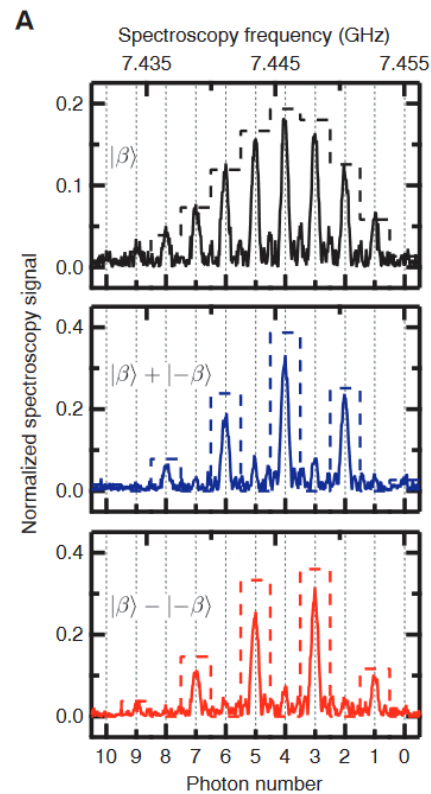 A
Spectroscopy frequency (GHz)
7.435 7.445 7.455
0.2
0.1
0.0
|β⟩
0.4
0.2
0.0
|β⟩ + |−β⟩
0.4
0.2
0.0
|β⟩ − |−β⟩
Normalized spectroscopy signal
10 9 8 7 6 5 4 3 2 1 0
Photon number